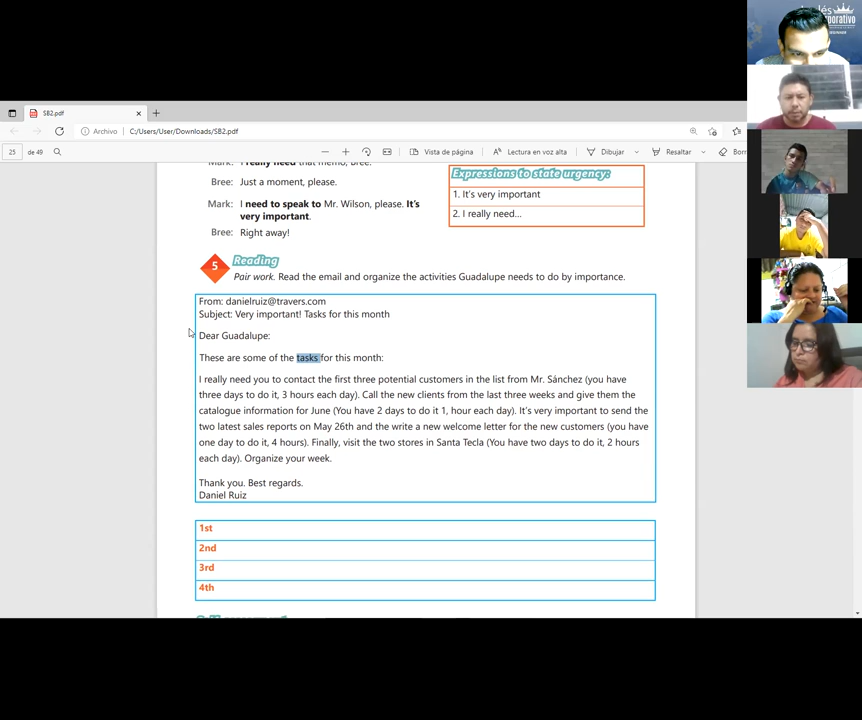 Inglés
SB2.pdf
Archivo
C:/Users/User/Downloads/SB2.pdf
25
de 49
Vista de página
Lectura en voz alta
Dibujar
Resaltar
Mark: I really need that memo, Bree.
Bree: Just a moment, please.
Mark: I need to speak to Mr. Wilson, please. It's
very important.
Bree: Right away!
Expressions to state urgency:
1. It's very important
2. I really need...
5
Reading
Pair work. Read the email and organize the activities Guadalupe needs to do by importance.
From: danielruiz@travers.com
Subject: Very important! Tasks for this month
Dear Guadalupe:
These are some of the tasks for this month:
I really need you to contact the first three potential customers in the list from Mr. Sánchez (you have
three days to do it, 3 hours each day). Call the new clients from the last three weeks and give them the
catalogue information for June (You have 2 days to do it 1, hour each day). It's very important to send the
two latest sales reports on May 26th and the write a new welcome letter for the new customers (you have
one day to do it, 4 hours). Finally, visit the two stores in Santa Tecla (You have two days to do it, 2 hours
each day). Organize your week.
Thank you. Best regards.
Daniel Ruiz
1st
2nd
3rd
4th